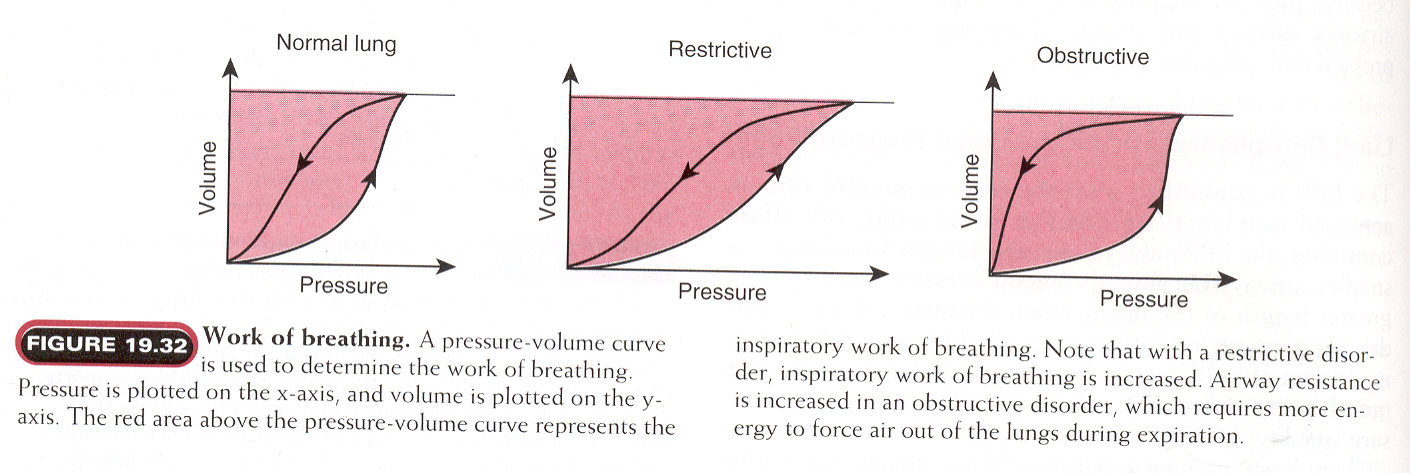 Normal lung
Volume
Pressure
Restrictive
Volume
Pressure
Obstructive
Volume
Pressure
FIGURE 19.32 Work of breathing. A pressure-volume curve
is used to determine the work of breathing.
Pressure is plotted on the x-axis, and volume is plotted on the y-
axis. The red area above the pressure-volume curve represents the
inspiratory work of breathing. Note that with a restrictive disor-
der, inspiratory work of breathing is increased. Airway resistance
is increased in an obstructive disorder, which requires more en-
ergy to force air out of the lungs during expiration.